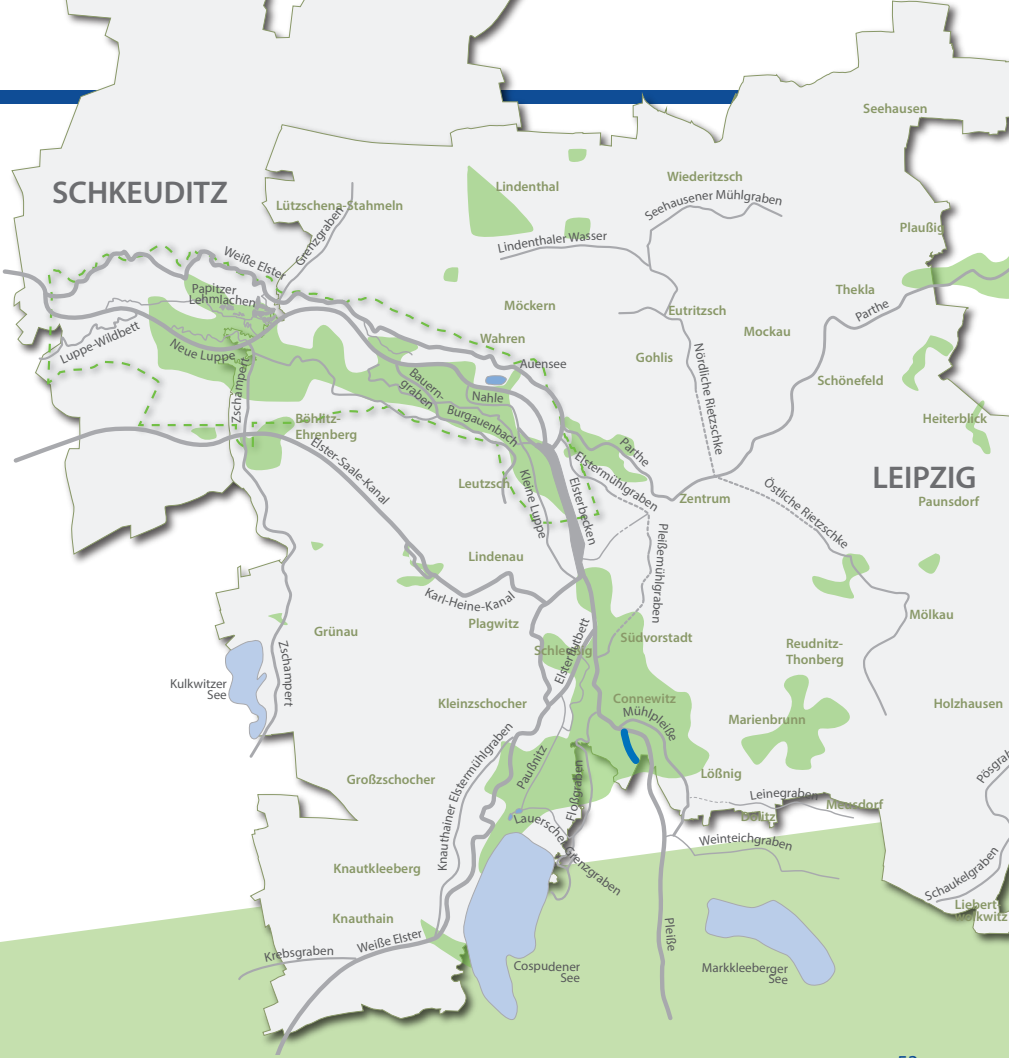 Seehausen
SCHKEUDITZ
Lindenthal
Wiederitzsch
Lützschena-Stahmeln
Seehausener Mühlgraben
Grenzgraben
Plaußig
Lindenthaler Wasser
Weiße Elster
Papitzer
Lehmlachen
Thekla
Parthe
Möckern
Eutritzsch
Mockau
Luppe-Wildbett
Neue Luppe
Wahren
Gohlis
Auensee
Zschampert
Bauern-
graben
Nahle
Nördliche Rietzschke
Schönefeld
Burgauenbach
Böhlitz-
Ehrenberg
Heiterblick
Elster-Saale-Kanal
Parthe
Leutzsch
Kleine Luppe
Elstermühlgraben
Elsterbecken
LEIPZIG
Zentrum
Östliche Rietzschke
Paunsdorf
Lindenau
Pleißemühlgraben
Karl-Heine-Kanal
Plagwitz
Mölkau
Grünau
Südvorstadt
Schleußig
Elsterflutbett
Reudnitz-
Thonberg
Zschampert
Kulkwitzer
See
Kleinzschocher
Connewitz
Mühlpleiße
Marienbrunn
Holzhausen
Großzschocher
Knauthainer Elstermühlgraben
Paußnitz
Floßgraben
Lößnig
Pösgra
Leinegraben
Meusdorf
Dölitz
Lauerscher Grenzgraben
Weinteichgraben
Knautkleeberg
Schaukelgraben
Liebert-
wolkwitz
Knauthain
Weiße Elster
Krebsgraben
Pleiße
Cospudener
See
Markkleeberger
See